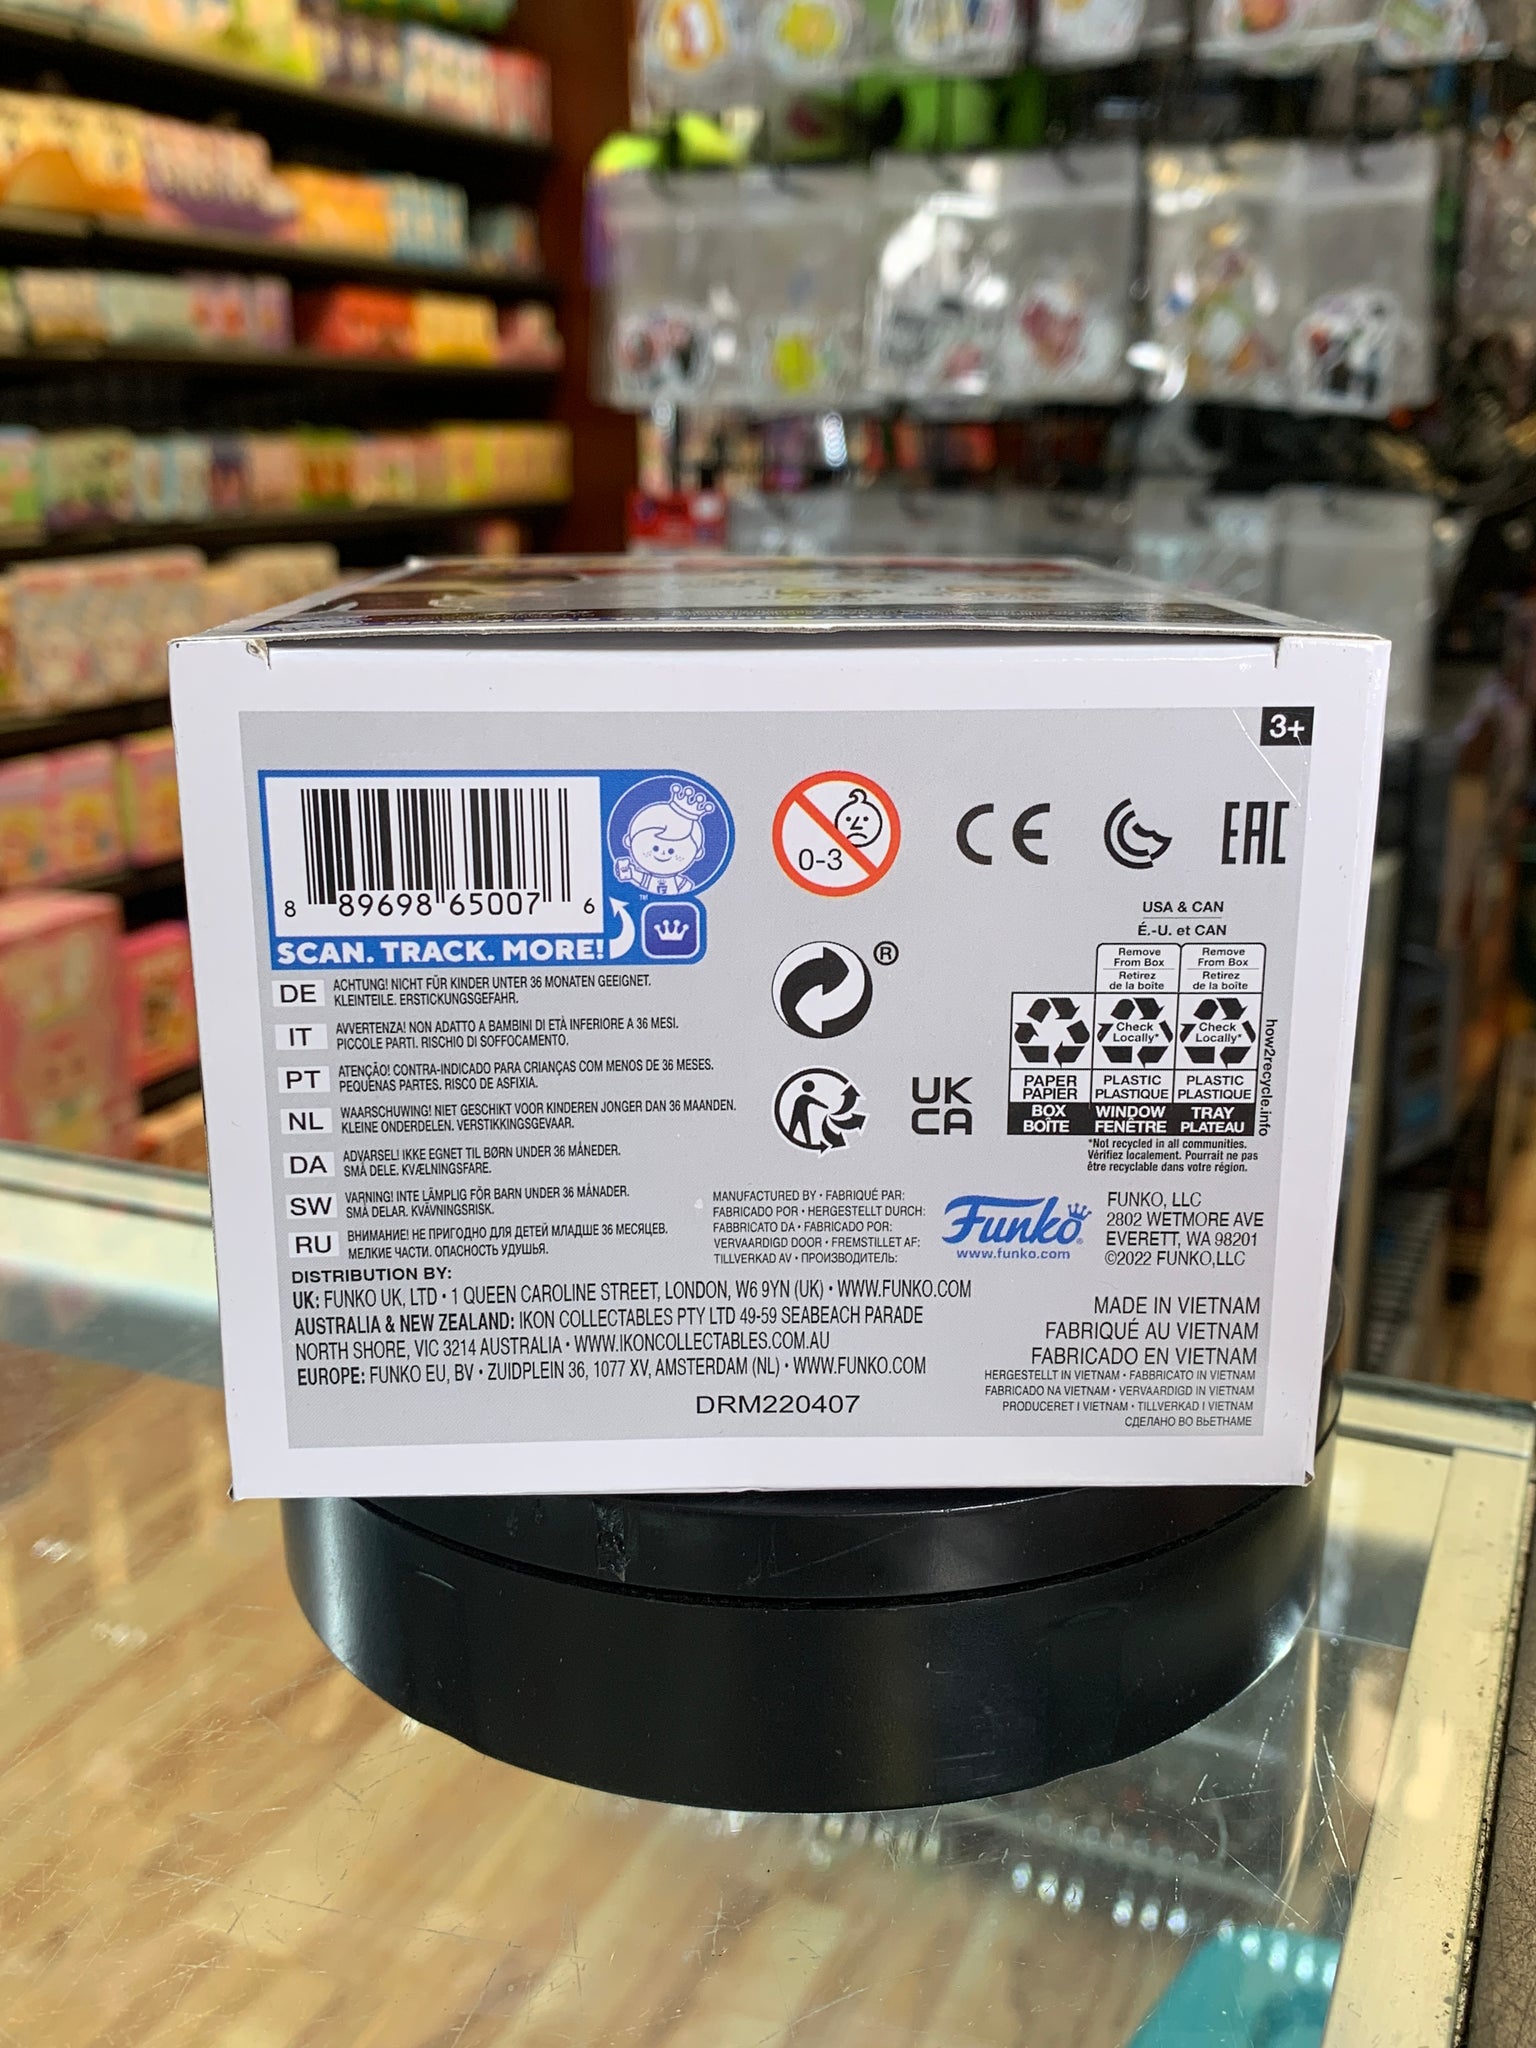 3+
8 89698 65007 6
SCAN. TRACK. MORE!
TM
0-3
CE
EAC
USA & CAN
É.-U. et CAN
Remove From Box
Retirez de la boîte
Remove From Box
Retirez de la boîte
Check Locally*
Check Locally*
PAPER PAPIER
PLASTIC PLASTIQUE
PLASTIC PLASTIQUE
BOX BOÎTE
WINDOW FENÊTRE
TRAY PLATEAU
how2recycle.info
*Not recycled in all communities.
Vérifiez localement. Pourrait ne pas
être recyclable dans votre région.
®
UK
CA
DE ACHTUNG! NICHT FÜR KINDER UNTER 36 MONATEN GEEIGNET.
KLEINTEILE. ERSTICKUNGSGEFAHR.
IT AVVERTENZA! NON ADATTO A BAMBINI DI ETÀ INFERIORE A 36 MESI.
PICCOLE PARTI. RISCHIO DI SOFFOCAMENTO.
PT ATENÇÃO! CONTRA-INDICADO PARA CRIANÇAS COM MENOS DE 36 MESES.
PEQUENAS PARTES. RISCO DE ASFIXIA.
NL WAARSCHUWING! NIET GESCHIKT VOOR KINDEREN JONGER DAN 36 MAANDEN.
KLEINE ONDERDELEN. VERSTIKKINGSGEVAAR.
DA ADVARSEL! IKKE EGNET TIL BØRN UNDER 36 MÅNEDER.
SMÅ DELE. KVÆLNINGSFARE.
SW VARNING! INTE LÄMPLIG FÖR BARN UNDER 36 MÅNADER.
SMÅ DELAR. KVÄVNINGSRISK.
RU ВНИМАНИЕ! НЕ ПРИГОДНО ДЛЯ ДЕТЕЙ МЛАДШЕ 36 МЕСЯЦЕВ.
МЕЛКИЕ ЧАСТИ. ОПАСНОСТЬ УДУШЬЯ.
MANUFACTURED BY • FABRIQUÉ PAR:
FABRICADO POR • HERGESTELLT DURCH:
FABBRICATO DA • FABRICADO POR:
VERVAARDIGD DOOR • FREMSTILLET AF:
TILLVERKAD AV • ПРОИЗВОДИТЕЛЬ:
Funko®
www.funko.com
FUNKO, LLC
2802 WETMORE AVE
EVERETT, WA 98201
©2022 FUNKO,LLC
DISTRIBUTION BY:
UK: FUNKO UK, LTD • 1 QUEEN CAROLINE STREET, LONDON, W6 9YN (UK) • WWW.FUNKO.COM
AUSTRALIA & NEW ZEALAND: IKON COLLECTABLES PTY LTD 49-59 SEABEACH PARADE
NORTH SHORE, VIC 3214 AUSTRALIA • WWW.IKONCOLLECTABLES.COM.AU
EUROPE: FUNKO EU, BV • ZUIDPLEIN 36, 1077 XV, AMSTERDAM (NL) • WWW.FUNKO.COM
DRM220407
MADE IN VIETNAM
FABRIQUÉ AU VIETNAM
FABRICADO EN VIETNAM
HERGESTELLT IN VIETNAM • FABBRICATO IN VIETNAM
FABRICADO NA VIETNAM • VERVAARDIGD IN VIETNAM
PRODUCERET I VIETNAM • TILLVERKAD I VIETNAM
СДЕЛАНО ВО ВЬЕТНАМЕ